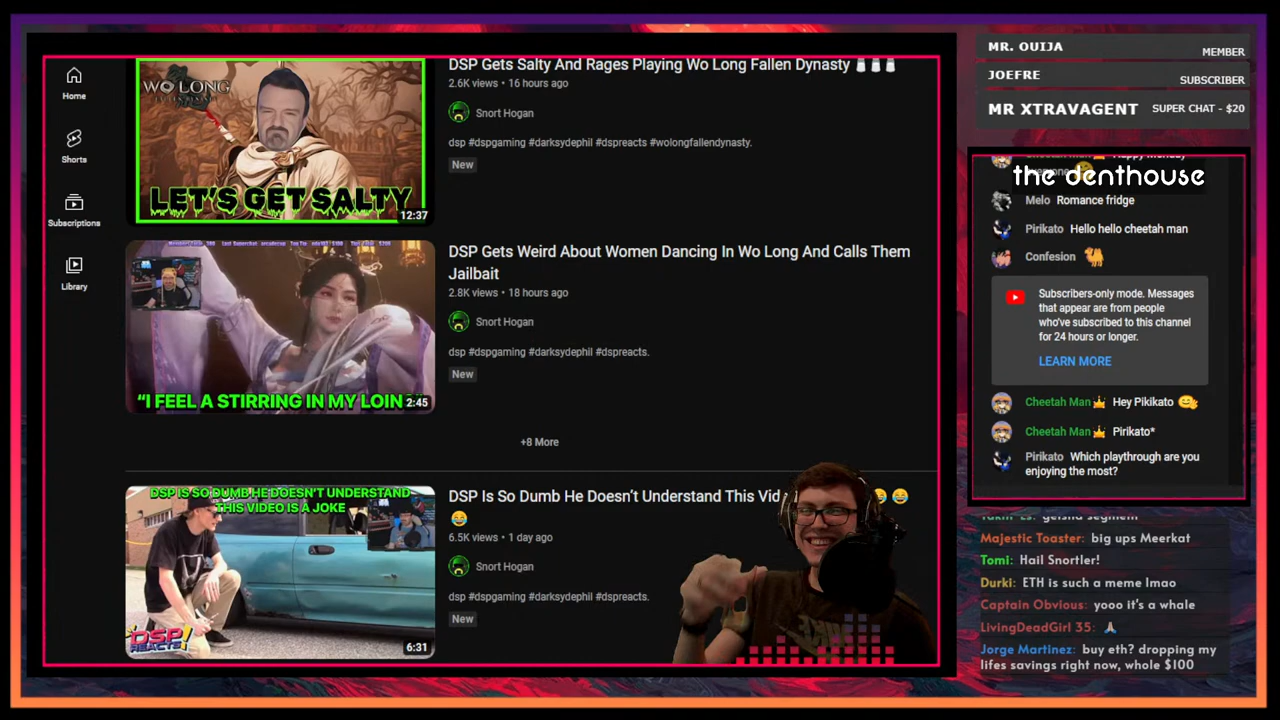 Home
Shorts
Subscriptions
Library
WO LONG
LET'S GET SALTY
12:37
DSP Gets Salty And Rages Playing Wo Long Fallen Dynasty
2.6K views • 16 hours ago
Snort Hogan
dsp #dspgaming #darksydephil #dspreacts #wolongfallendynasty.
New
"I FEEL A STIRRING IN MY LOIN
2:45
DSP Gets Weird About Women Dancing In Wo Long And Calls Them
Jailbait
2.8K views • 18 hours ago
Snort Hogan
dsp #dspgaming #darksydephil #dspreacts.
New
+8 More
DSP IS SO DUMB HE DOESN'T UNDERSTAND
THIS VIDEO IS A JOKE
DSP
REACTS!
6:31
DSP Is So Dumb He Doesn't Understand This Vid 😂 😂
😂
6.5K views • 1 day ago
Snort Hogan
dsp #dspgaming #darksydephil #dspreacts.
New
MR. OUIJA MEMBER
JOEFRE SUBSCRIBER
MR XTRAVAGENT SUPER CHAT - $20
the denthouse
Melo Romance fridge
Pirikato Hello hello cheetah man
Confesion 🐫
Subscribers-only mode. Messages
that appear are from people
who've subscribed to this channel
for 24 hours or longer.
LEARN MORE
Cheetah Man👑 Hey Pikikato
Cheetah Man👑 Pirikato*
Pirikato Which playthrough are you
enjoying the most?
Majestic Toaster: big ups Meerkat
Tomi: Hail Snortler!
Durki: ETH is such a meme lmao
Captain Obvious: yooo it's a whale
LivingDeadGirl 35: 🙏
Jorge Martinez: buy eth? dropping my
lifes savings right now, whole $100